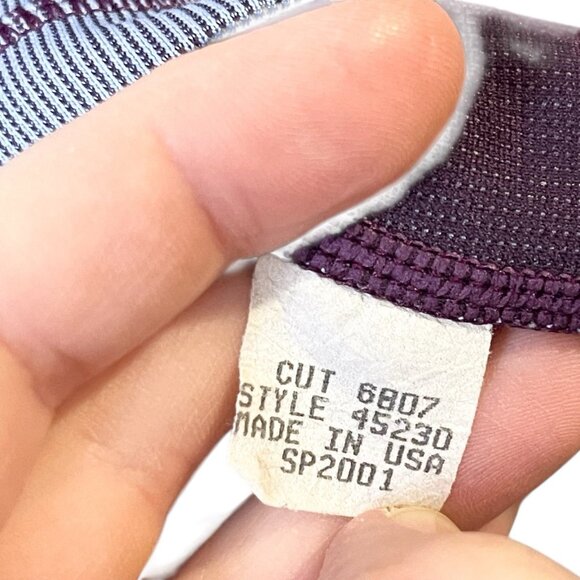 CUT 6807
STYLE 45230
MADE IN USA
SP2001